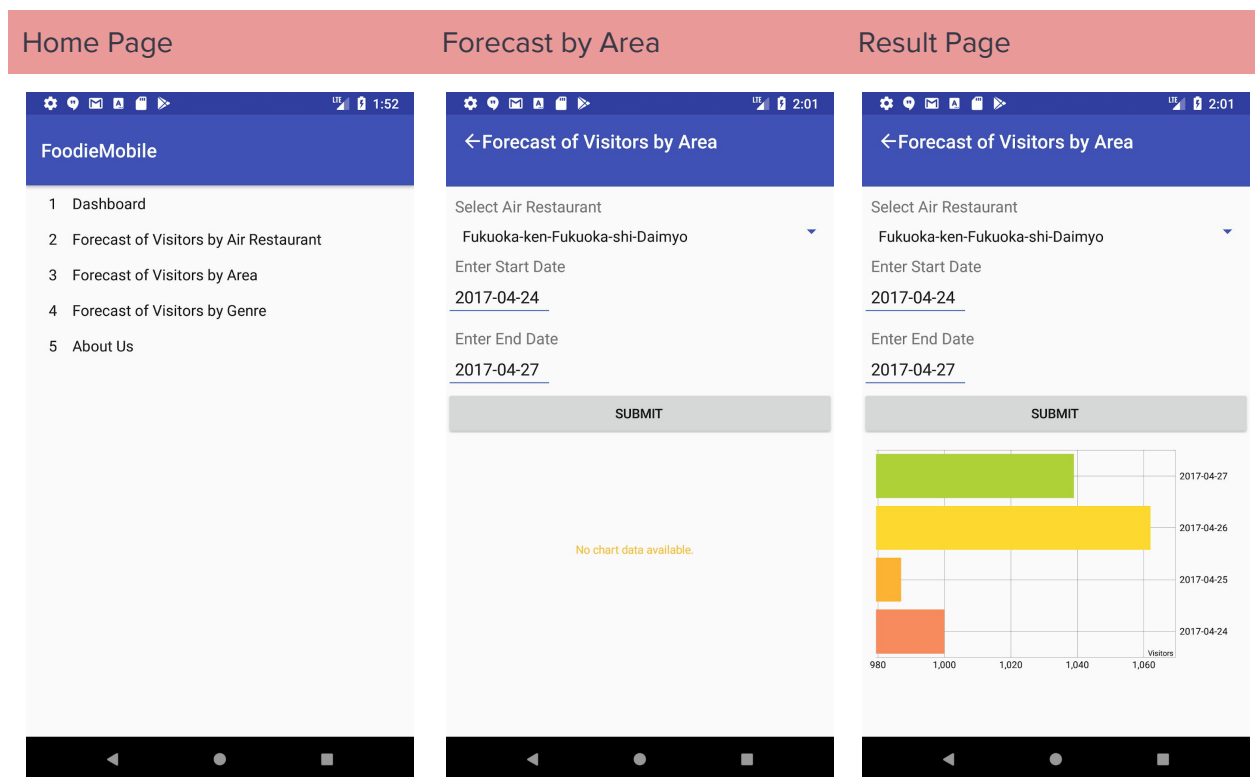 Home Page
Forecast by Area
Result Page
LTE 1:52
FoodieMobile
1 Dashboard
2 Forecast of Visitors by Air Restaurant
3 Forecast of Visitors by Area
4 Forecast of Visitors by Genre
5 About Us
LTE 2:01
←Forecast of Visitors by Area
Select Air Restaurant
Fukuoka-ken-Fukuoka-shi-Daimyo
Enter Start Date
2017-04-24
Enter End Date
2017-04-27
SUBMIT
No chart data available.
LTE 2:01
←Forecast of Visitors by Area
Select Air Restaurant
Fukuoka-ken-Fukuoka-shi-Daimyo
Enter Start Date
2017-04-24
Enter End Date
2017-04-27
SUBMIT
2017-04-27
2017-04-26
2017-04-25
2017-04-24
Visitors
980 1,000 1,020 1,040 1,060